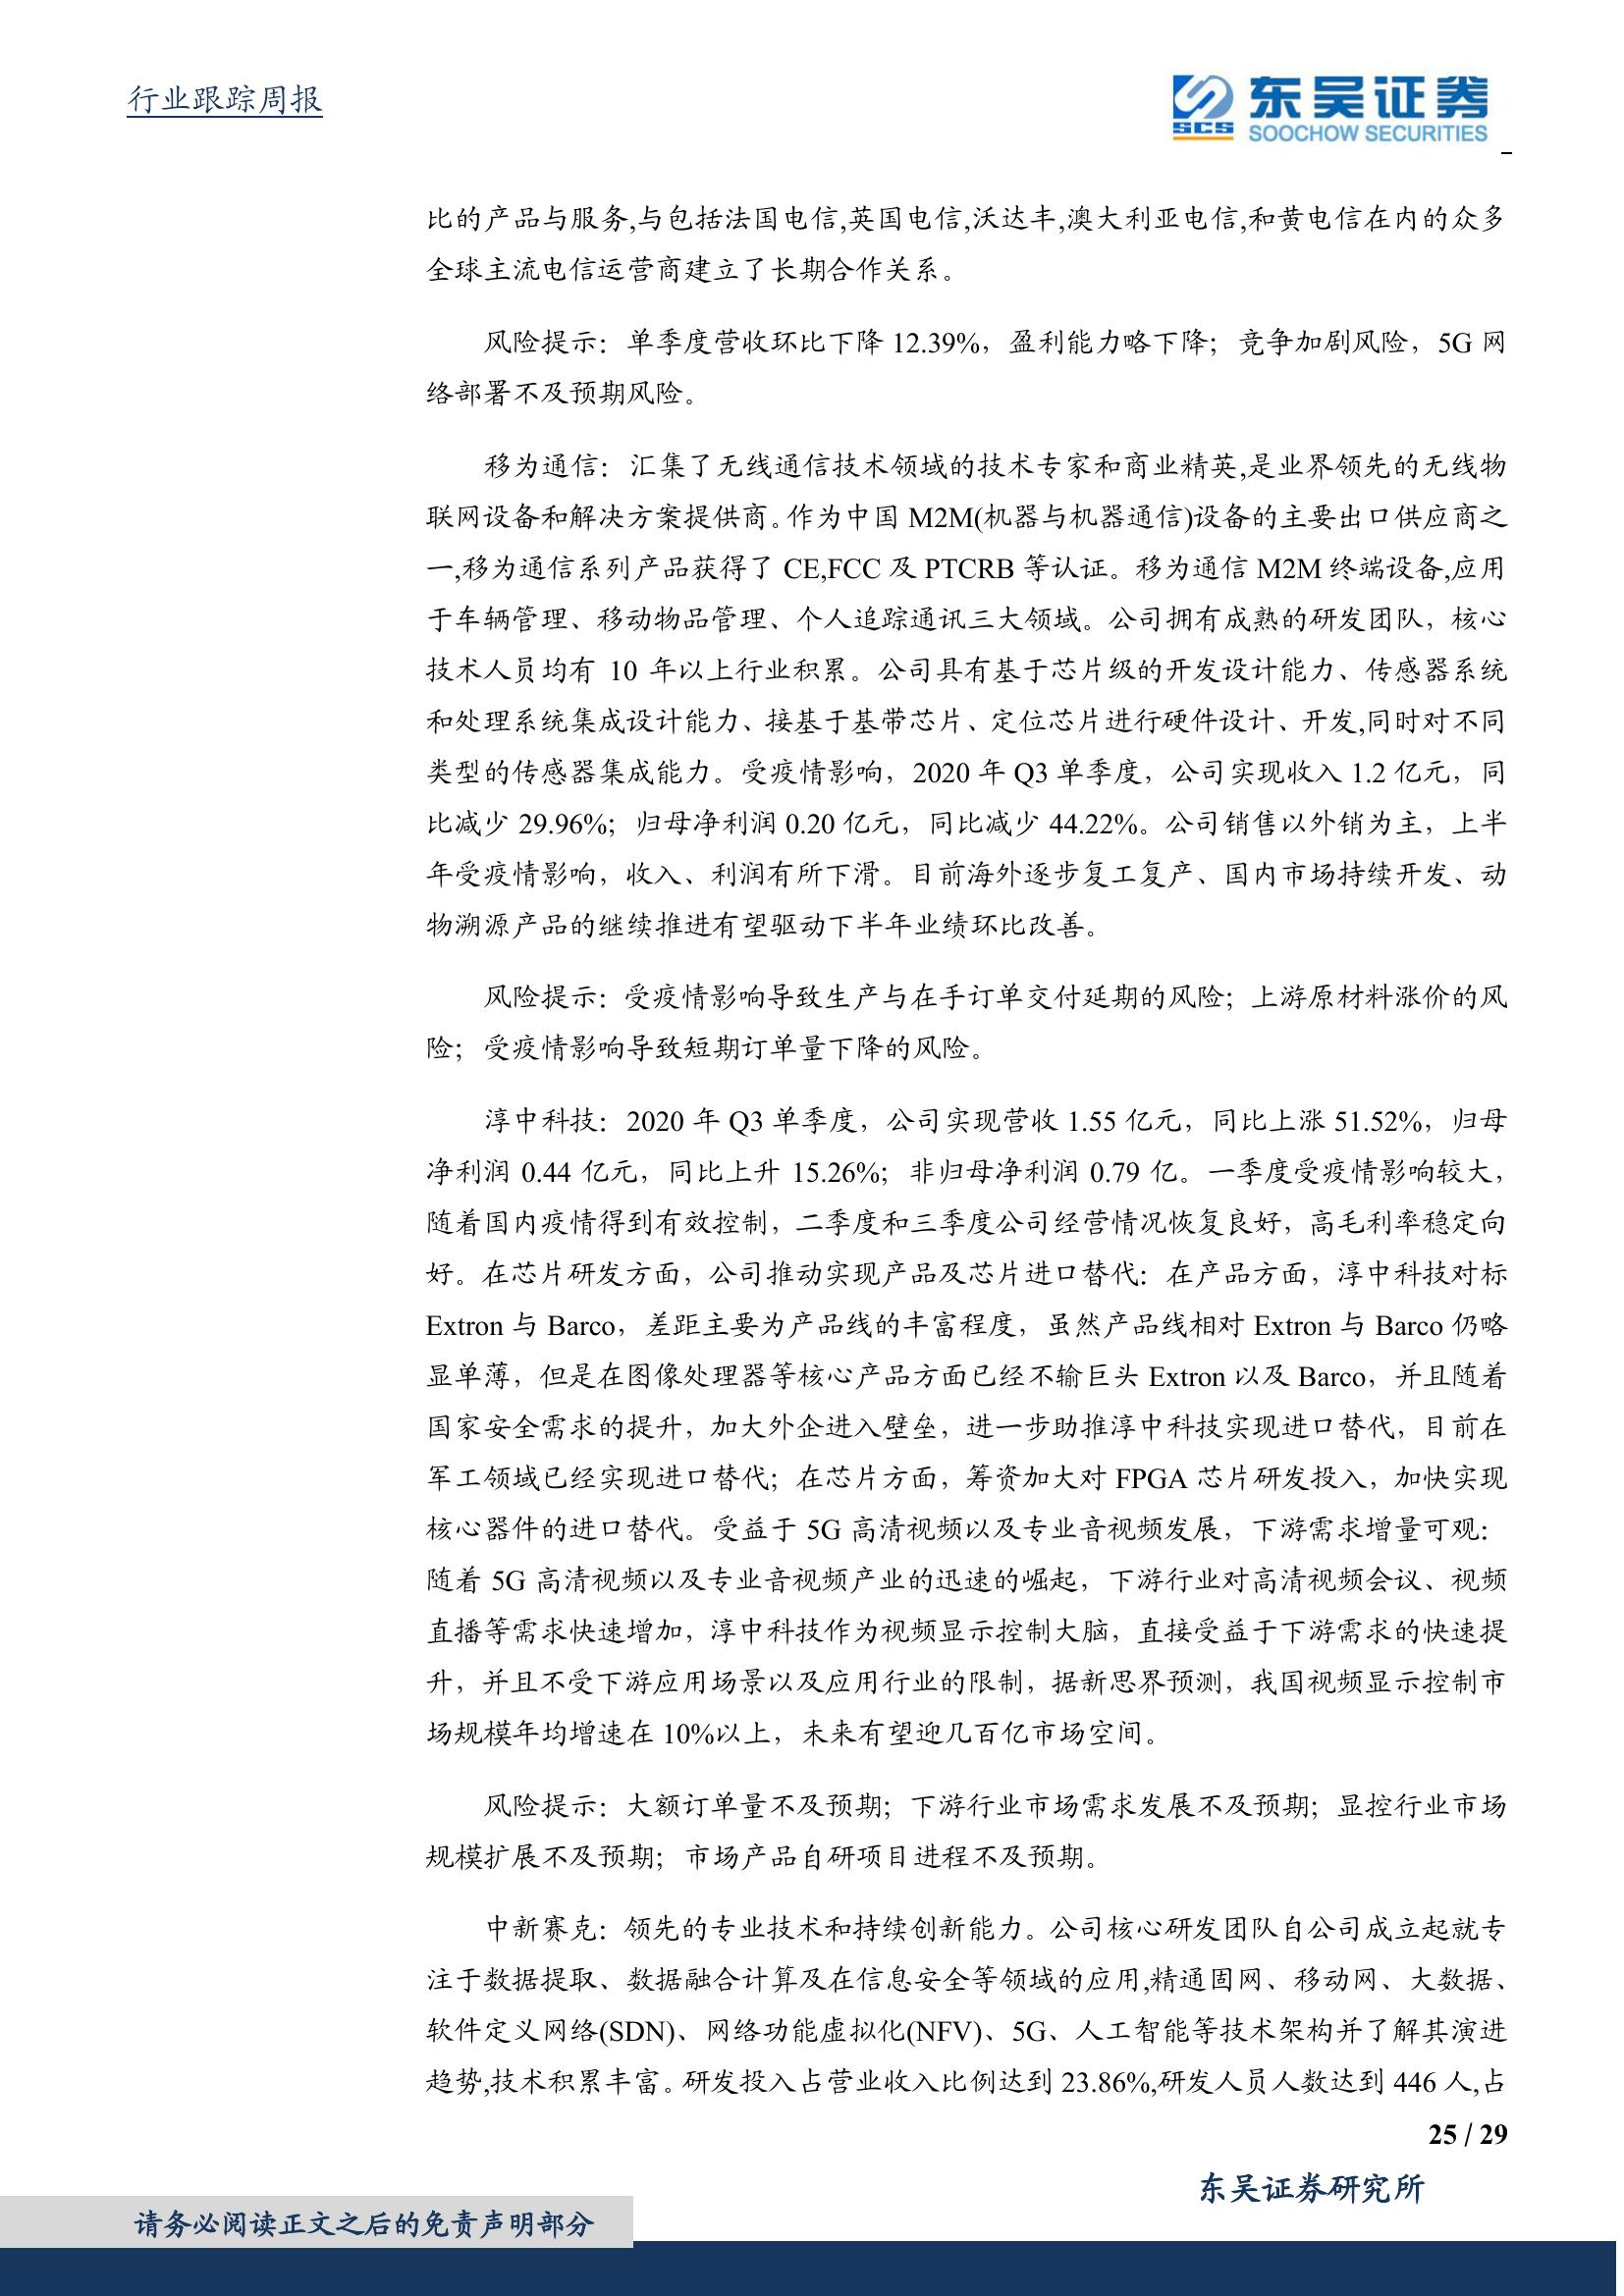 行业跟踪周报
东吴证券
SCS
SOOCHOW SECURITIES
比的产品与服务,与包括法国电信,英国电信,沃达丰,澳大利亚电信,和黄电信在内的众多
全球主流电信运营商建立了长期合作关系。
风险提示：单季度营收环比下降 12.39%，盈利能力略下降；竞争加剧风险，5G 网
络部署不及预期风险。
移为通信：汇集了无线通信技术领域的技术专家和商业精英,是业界领先的无线物
联网设备和解决方案提供商。作为中国 M2M(机器与机器通信)设备的主要出口供应商之
一,移为通信系列产品获得了 CE,FCC 及 PTCRB 等认证。移为通信 M2M 终端设备,应用
于车辆管理、移动物品管理、个人追踪通讯三大领域。公司拥有成熟的研发团队，核心
技术人员均有 10 年以上行业积累。公司具有基于芯片级的开发设计能力、传感器系统
和处理系统集成设计能力、接基于基带芯片、定位芯片进行硬件设计、开发,同时对不同
类型的传感器集成能力。受疫情影响，2020 年 Q3 单季度，公司实现收入 1.2 亿元，同
比减少 29.96%；归母净利润 0.20 亿元，同比减少 44.22%。公司销售以外销为主，上半
年受疫情影响，收入、利润有所下滑。目前海外逐步复工复产、国内市场持续开发、动
物溯源产品的继续推进有望驱动下半年业绩环比改善。
风险提示：受疫情影响导致生产与在手订单交付延期的风险；上游原材料涨价的风
险；受疫情影响导致短期订单量下降的风险。
淳中科技：2020 年 Q3 单季度，公司实现营收 1.55 亿元，同比上涨 51.52%，归母
净利润 0.44 亿元，同比上升 15.26%；非归母净利润 0.79 亿。一季度受疫情影响较大，
随着国内疫情得到有效控制，二季度和三季度公司经营情况恢复良好，高毛利率稳定向
好。在芯片研发方面，公司推动实现产品及芯片进口替代：在产品方面，淳中科技对标
Extron 与 Barco，差距主要为产品线的丰富程度，虽然产品线相对 Extron 与 Barco 仍略
显单薄，但是在图像处理器等核心产品方面已经不输巨头 Extron 以及 Barco，并且随着
国家安全需求的提升，加大外企进入壁垒，进一步助推淳中科技实现进口替代，目前在
军工领域已经实现进口替代；在芯片方面，筹资加大对 FPGA 芯片研发投入，加快实现
核心器件的进口替代。受益于 5G 高清视频以及专业音视频发展，下游需求增量可观：
随着 5G 高清视频以及专业音视频产业的迅速的崛起，下游行业对高清视频会议、视频
直播等需求快速增加，淳中科技作为视频显示控制大脑，直接受益于下游需求的快速提
升，并且不受下游应用场景以及应用行业的限制，据新思界预测，我国视频显示控制市
场规模年均增速在 10%以上，未来有望迎几百亿市场空间。
风险提示：大额订单量不及预期；下游行业市场需求发展不及预期；显控行业市场
规模扩展不及预期；市场产品自研项目进程不及预期。
中新赛克：领先的专业技术和持续创新能力。公司核心研发团队自公司成立起就专
注于数据提取、数据融合计算及在信息安全等领域的应用,精通固网、移动网、大数据、
软件定义网络(SDN)、网络功能虚拟化(NFV)、5G、人工智能等技术架构并了解其演进
趋势,技术积累丰富。研发投入占营业收入比例达到 23.86%,研发人员人数达到 446 人,占
25 / 29
东吴证券研究所
请务必阅读正文之后的免责声明部分